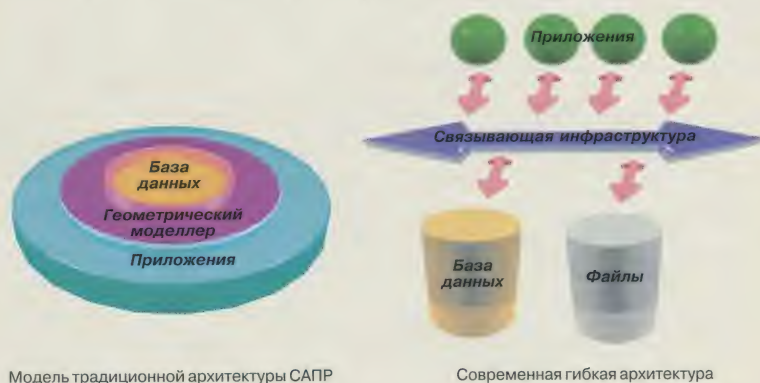 База
данных
Геометрический
моделлер
Приложения
Модель традиционной архитектуры САПР
Приложения
Связывающая инфраструктура
База
данных
Файлы
Современная гибкая архитектура